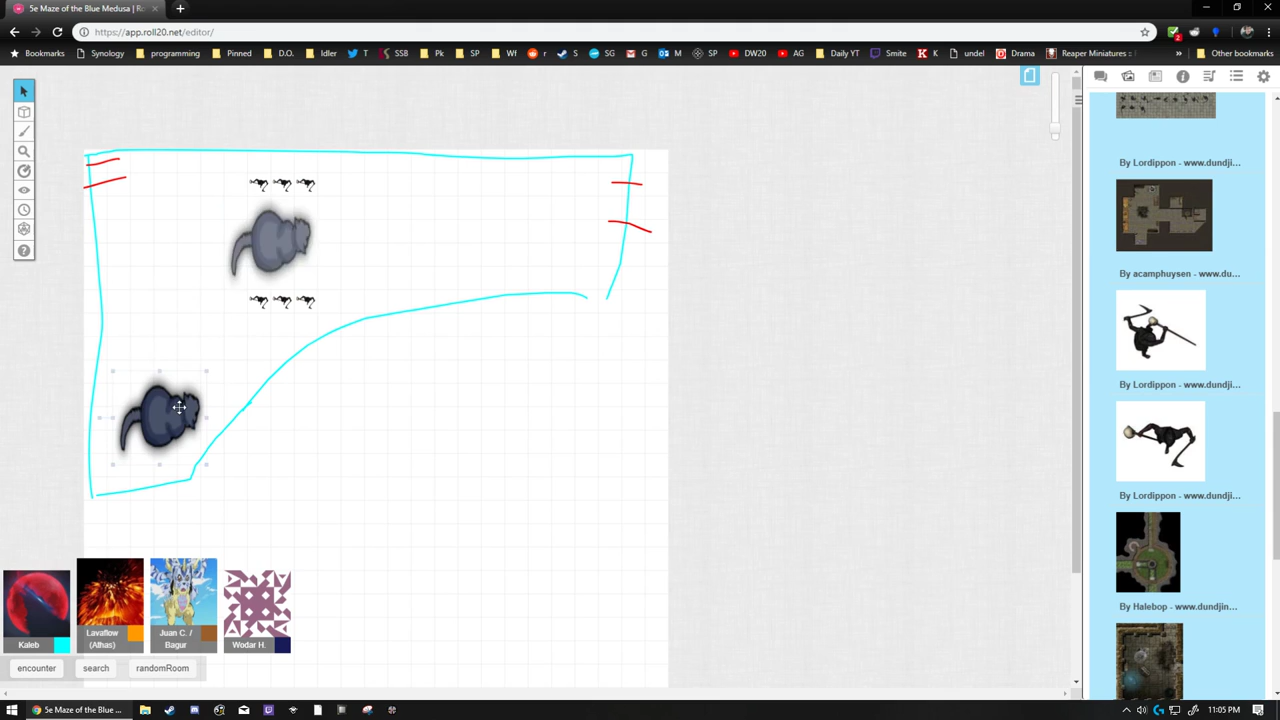 5e Maze of the Blue Medusa | Ro
https://app.roll20.net/editor/
Bookmarks Synology programming Pinned D.O. Idler T SSB Pk SP Wf r S SG G M SP DW20 AG Daily YT Smite K undel Drama Reaper Miniatures :: » Other bookmarks
2
By Lordippon - www.dundji...
By acamphuysen - www.du...
By Lordippon - www.dundji...
By Lordippon - www.dundji...
By Halebop - www.dundjin...
Kaleb
Lavaflow
(Athas)
Juan C. /
Bagur
Wodar H.
encounter search randomRoom
5e Maze of the Blue ...
11:05 PM